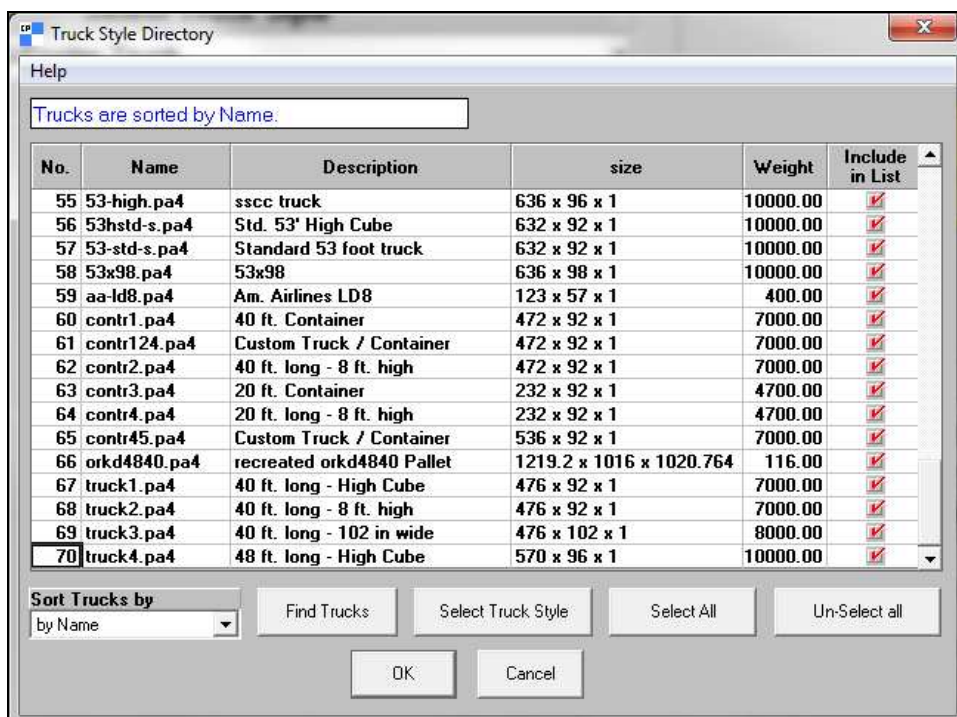 CP Truck Style Directory
Help
Trucks are sorted by Name.
No. Name Description size Weight Include in List
55 53-high.pa4 sscc truck 636 x 96 x 1 10000.00
56 53hstd-s.pa4 Std. 53' High Cube 632 x 92 x 1 10000.00
57 53-std-s.pa4 Standard 53 foot truck 632 x 92 x 1 10000.00
58 53x98.pa4 53x98 636 x 98 x 1 10000.00
59 aa-ld8.pa4 Am. Airlines LD8 123 x 57 x 1 400.00
60 contr1.pa4 40 ft. Container 472 x 92 x 1 7000.00
61 contr124.pa4 Custom Truck / Container 472 x 92 x 1 7000.00
62 contr2.pa4 40 ft. long - 8 ft. high 472 x 92 x 1 7000.00
63 contr3.pa4 20 ft. Container 232 x 92 x 1 4700.00
64 contr4.pa4 20 ft. long - 8 ft. high 232 x 92 x 1 4700.00
65 contr45.pa4 Custom Truck / Container 536 x 92 x 1 7000.00
66 orkd4840.pa4 recreated orkd4840 Pallet 1219.2 x 1016 x 1020.764 116.00
67 truck1.pa4 40 ft. long - High Cube 476 x 92 x 1 7000.00
68 truck2.pa4 40 ft. long - 8 ft. high 476 x 92 x 1 7000.00
69 truck3.pa4 40 ft. long - 102 in wide 476 x 102 x 1 8000.00
70 truck4.pa4 48 ft. long - High Cube 570 x 96 x 1 10000.00
Sort Trucks by
by Name
Find Trucks Select Truck Style Select All Un-Select all
OK Cancel